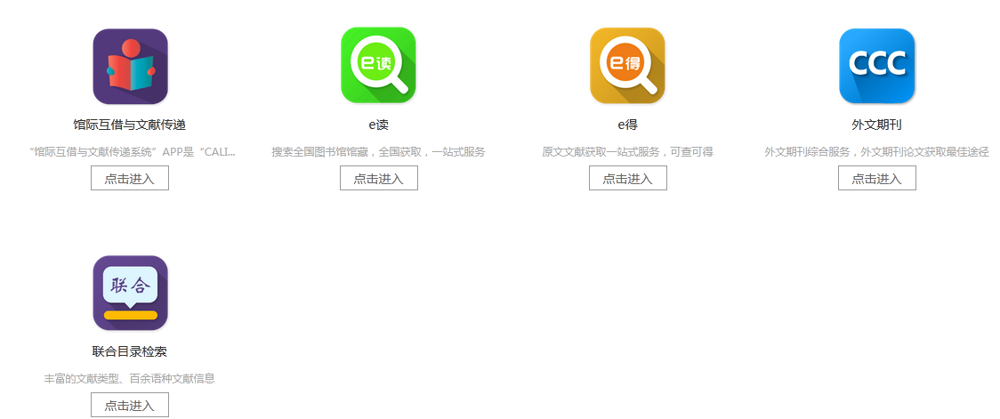 e读
e得
CCC
馆际互借与文献传递
e读
e得
外文期刊
“馆际互借与文献传递系统”APP是“CALI...
搜索全国图书馆馆藏，全国获取，一站式服务
原文文献获取一站式服务，可查可得
外文期刊综合服务，外文期刊论文获取最佳途径
点击进入
点击进入
点击进入
点击进入
联合
联合目录检索
丰富的文献类型、百余语种文献信息
点击进入